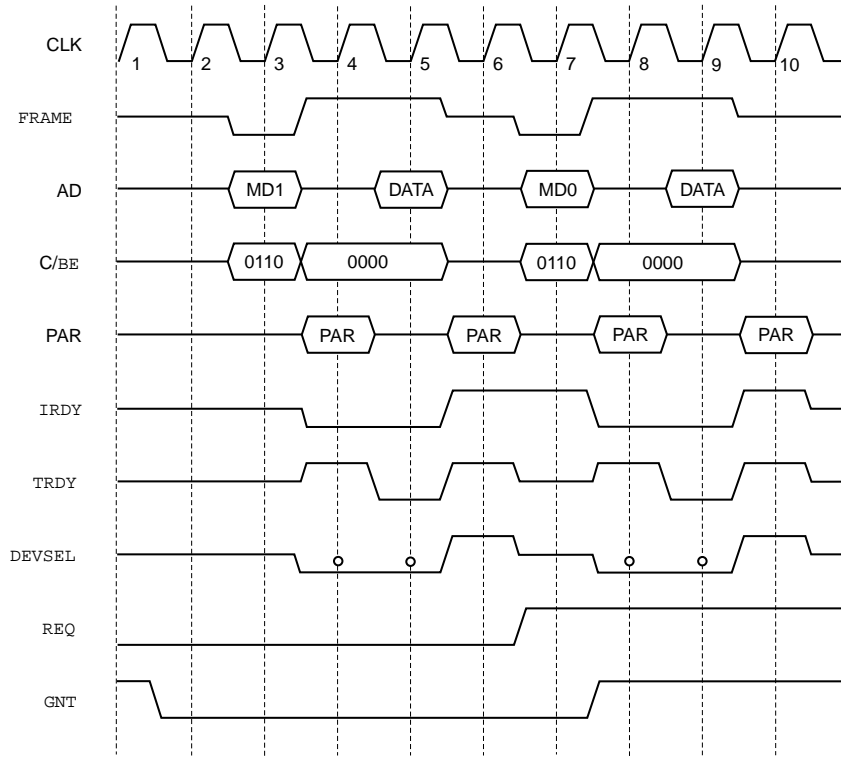 CLK
1 2 3 4 5 6 7 8 9 10
FRAME
AD MD1 DATA MD0 DATA
C/BE 0110 0000 0110 0000
PAR PAR PAR PAR PAR
IRDY
TRDY
DEVSEL
REQ
GNT